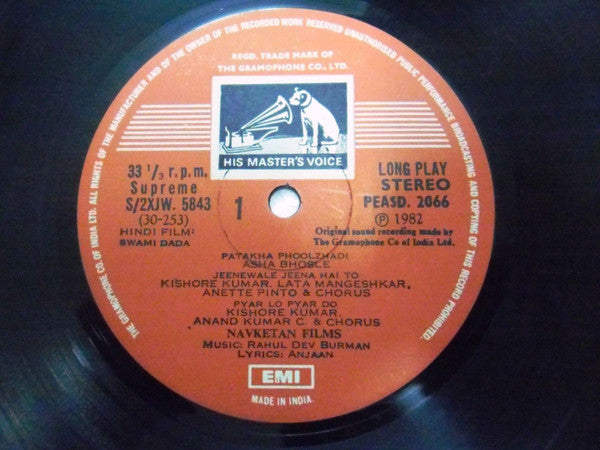 ALL RIGHTS OF THE MANUFACTURER AND OF THE OWNER OF THE RECORDED WORK RESERVED UNAUTHORISED PUBLIC PERFORMANCE BROADCASTING AND COPYING OF THIS RECORD PROHIBITED.
THE GRAMOPHONE CO. OF INDIA LTD.
REGD. TRADE MARK OF
THE GRAMOPHONE CO., LTD.
HIS MASTER'S VOICE
33 1/3 r.p.m.
Supreme
S/2XJW. 5843
(30-253)
HINDI FILM:
SWAMI DADA
1
LONG PLAY
STEREO
PEASD. 2066
℗ 1982
Original sound recording made by
The Gramophone Co of India Ltd.
PATAKHA PHOOLZHADI
ASHA BHOSLE
JEENEWALE JEENA HAI TO
KISHORE KUMAR, LATA MANGESHKAR,
ANETTE PINTO & CHORUS
PYAR LO PYAR DO
KISHORE KUMAR,
ANAND KUMAR C. & CHORUS
NAVKETAN FILMS
Music: RAHUL DEV BURMAN
LYRICS: ANJAAN
EMI
MADE IN INDIA.